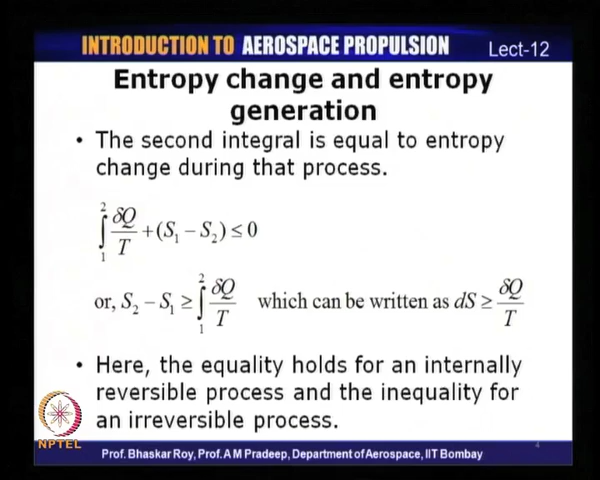 INTRODUCTION TO AEROSPACE PROPULSION Lect-12
Entropy change and entropy
generation
• The second integral is equal to entropy
change during that process.
∫₁² δQ/T + (S₁ − S₂) ≤ 0
or, S₂ − S₁ ≥ ∫₁² δQ/T which can be written as dS ≥ δQ/T
• Here, the equality holds for an internally
reversible process and the inequality for
an irreversible process.
NPTEL
4
Prof. Bhaskar Roy, Prof. A M Pradeep, Department of Aerospace, IIT Bombay